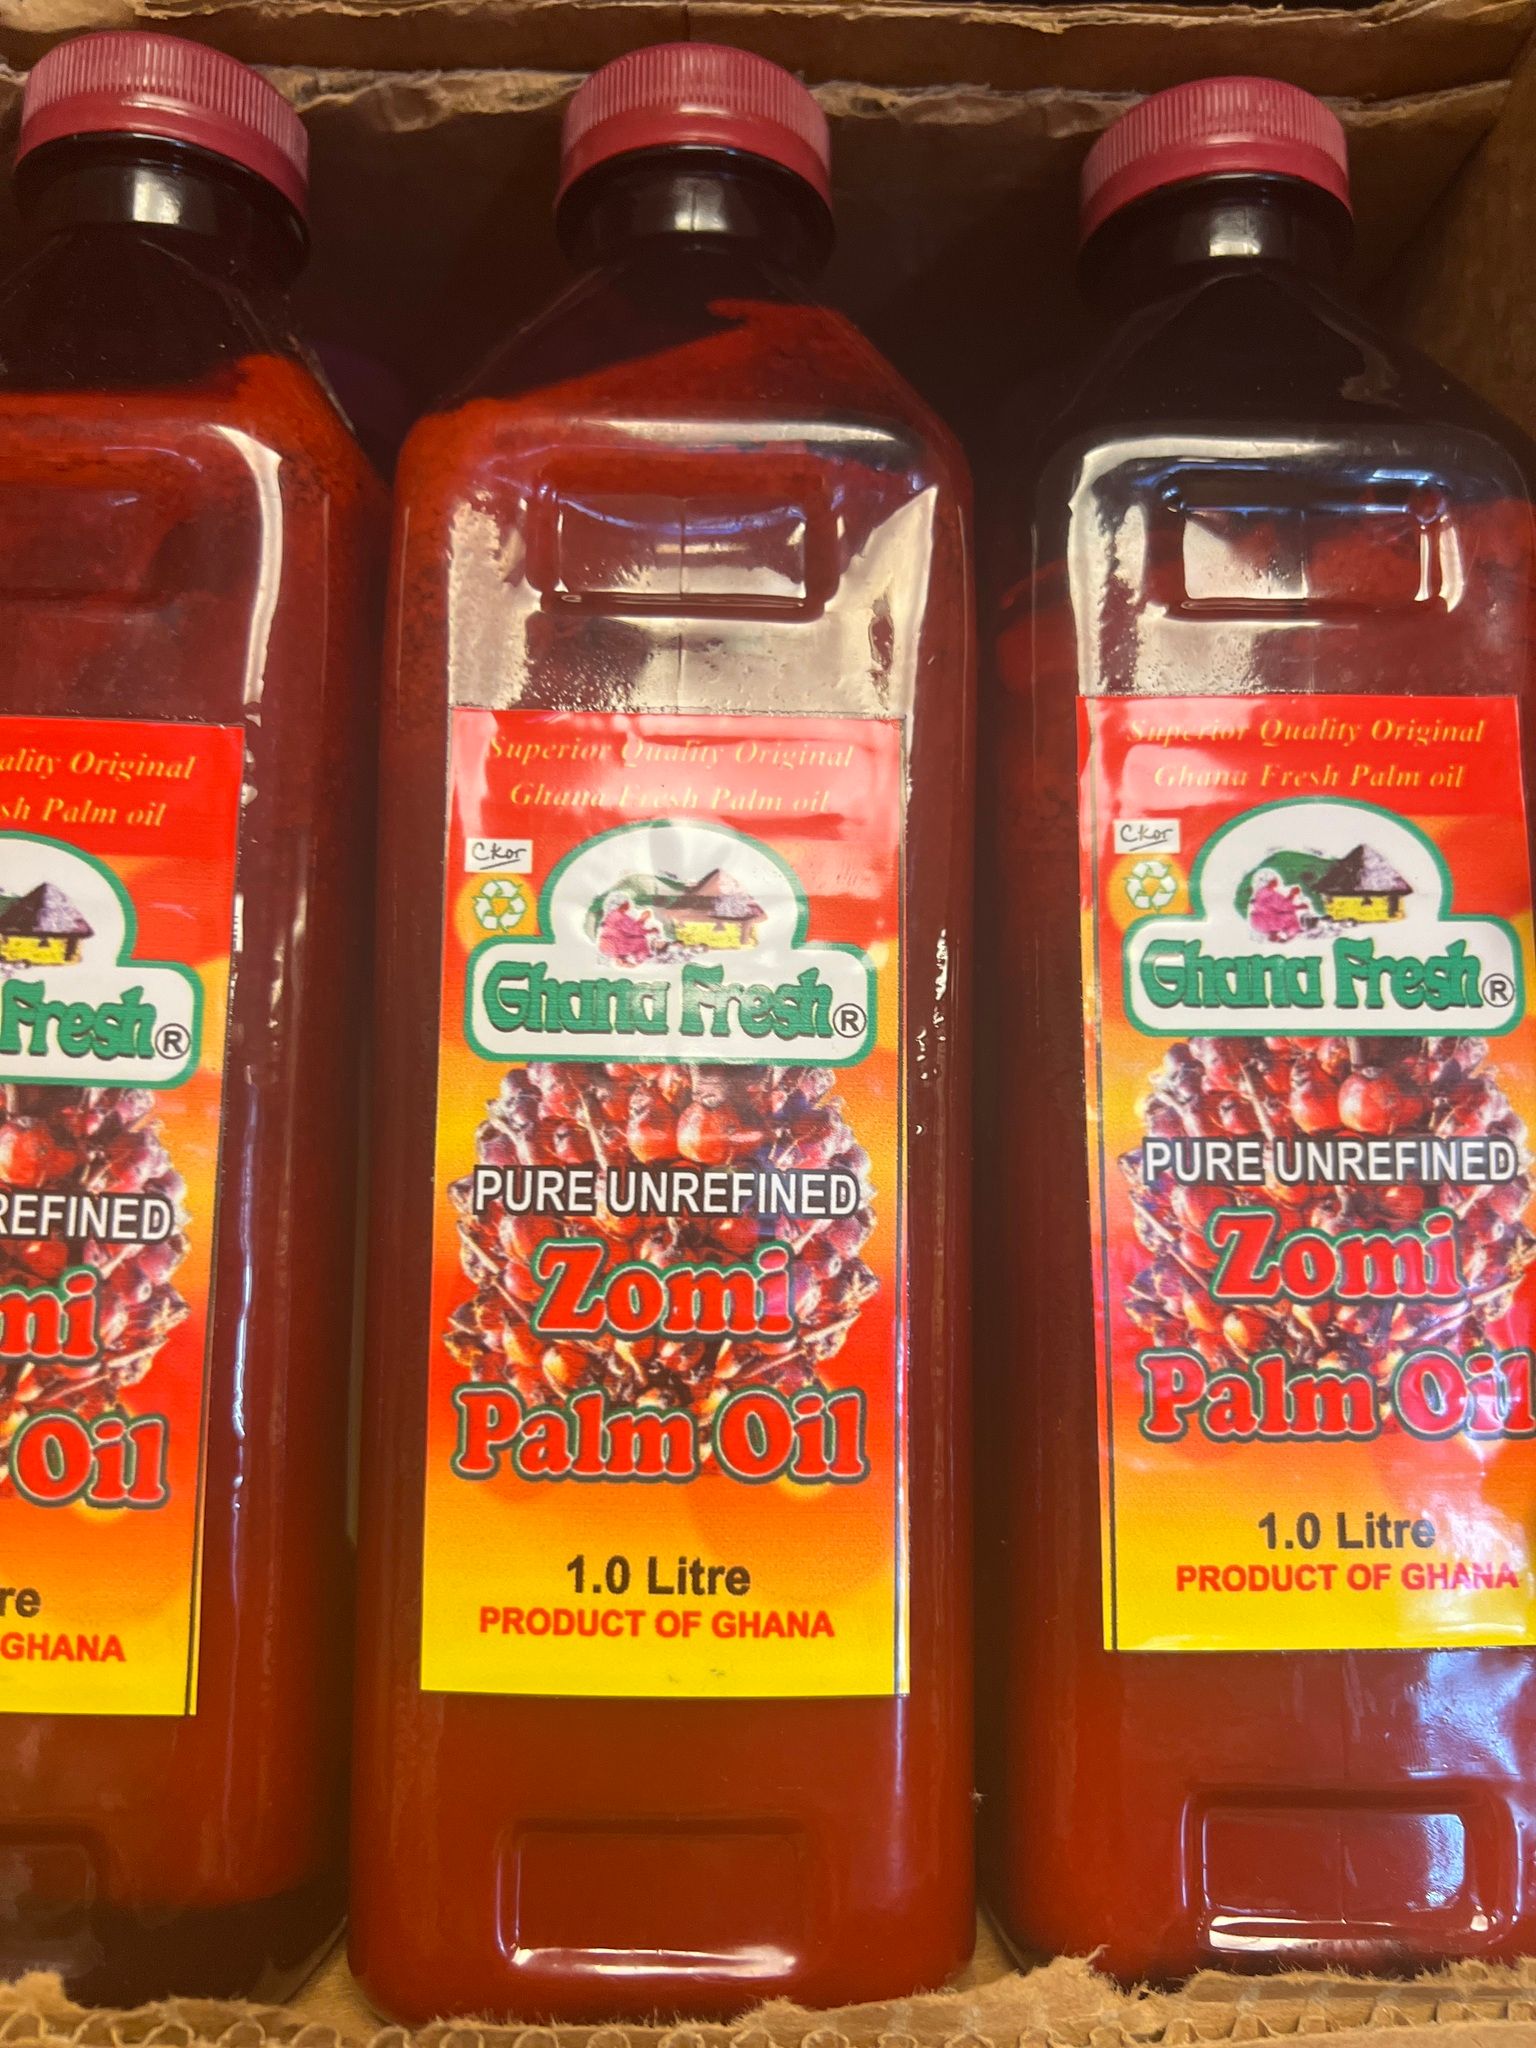 ality Original
sh Palm oil
Fresh®
REFINED
mi
Oil
re
GHANA
Superior Quality Original
Ghana Fresh Palm oil
CKor
Ghana Fresh®
PURE UNREFINED
Zomi
Palm Oil
1.0 Litre
PRODUCT OF GHANA
Superior Quality Original
Ghana Fresh Palm oil
CKor
Ghana Fresh®
PURE UNREFINED
Zomi
Palm Oil
1.0 Litre
PRODUCT OF GHANA